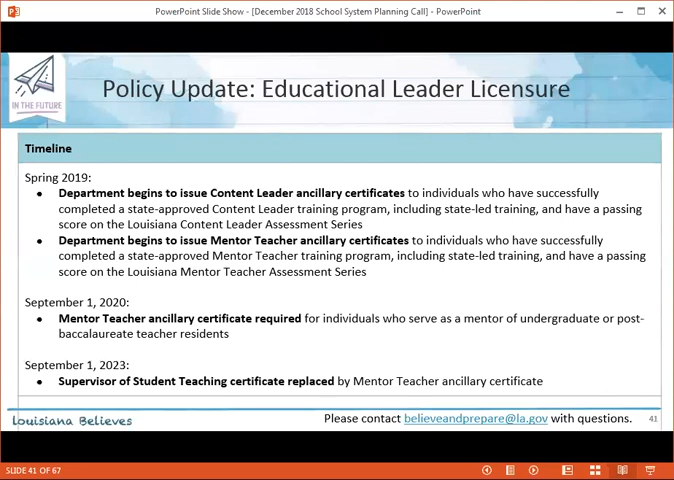 PowerPoint Slide Show - [December 2018 School System Planning Call] - PowerPoint
IN THE FUTURE
Policy Update: Educational Leader Licensure
Timeline
Spring 2019:
● Department begins to issue Content Leader ancillary certificates to individuals who have successfully
completed a state-approved Content Leader training program, including state-led training, and have a passing
score on the Louisiana Content Leader Assessment Series
● Department begins to issue Mentor Teacher ancillary certificates to individuals who have successfully
completed a state-approved Mentor Teacher training program, including state-led training, and have a passing
score on the Louisiana Mentor Teacher Assessment Series
September 1, 2020:
● Mentor Teacher ancillary certificate required for individuals who serve as a mentor of undergraduate or post-
baccalaureate teacher residents
September 1, 2023:
● Supervisor of Student Teaching certificate replaced by Mentor Teacher ancillary certificate
Louisiana Believes
Please contact believeandprepare@la.gov with questions.
41
SLIDE 41 OF 67